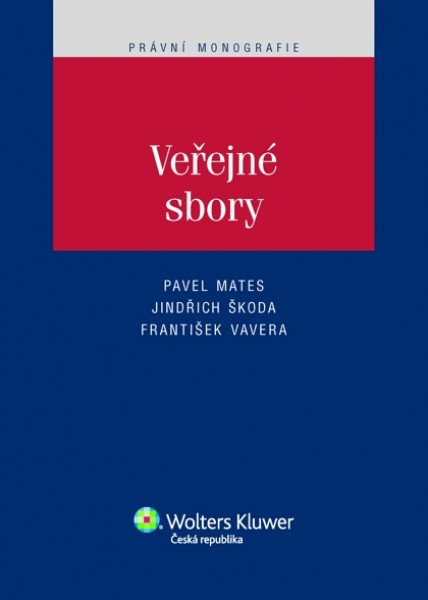 PRÁVNÍ MONOGRAFIE
Veřejné
sbory
PAVEL MATES
JINDŘICH ŠKODA
FRANTIŠEK VAVERA
Wolters Kluwer
Česká republika